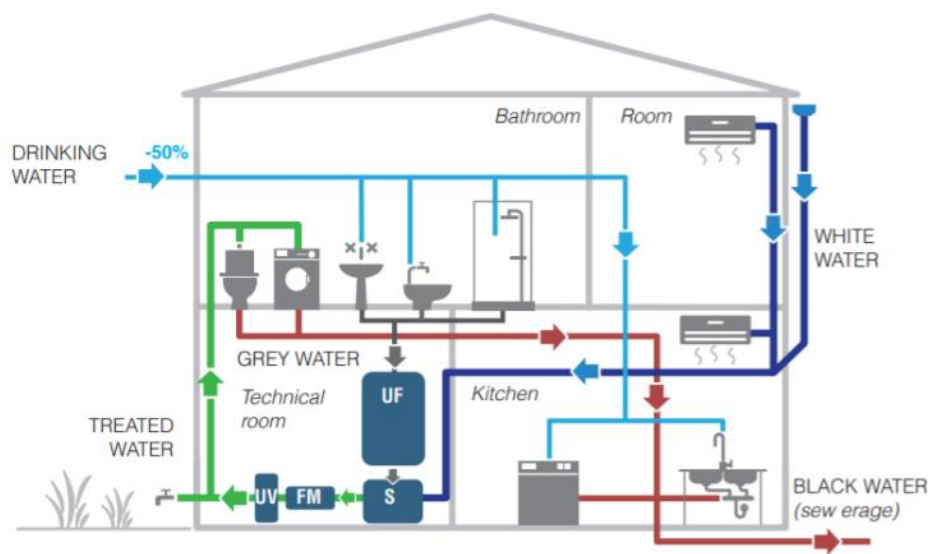 Bathroom
Room
DRINKING
WATER
-50%
WHITE
WATER
GREY WATER
Technical
room
UF
Kitchen
TREATED
WATER
UV
FM
S
BLACK WATER
(sew erage)